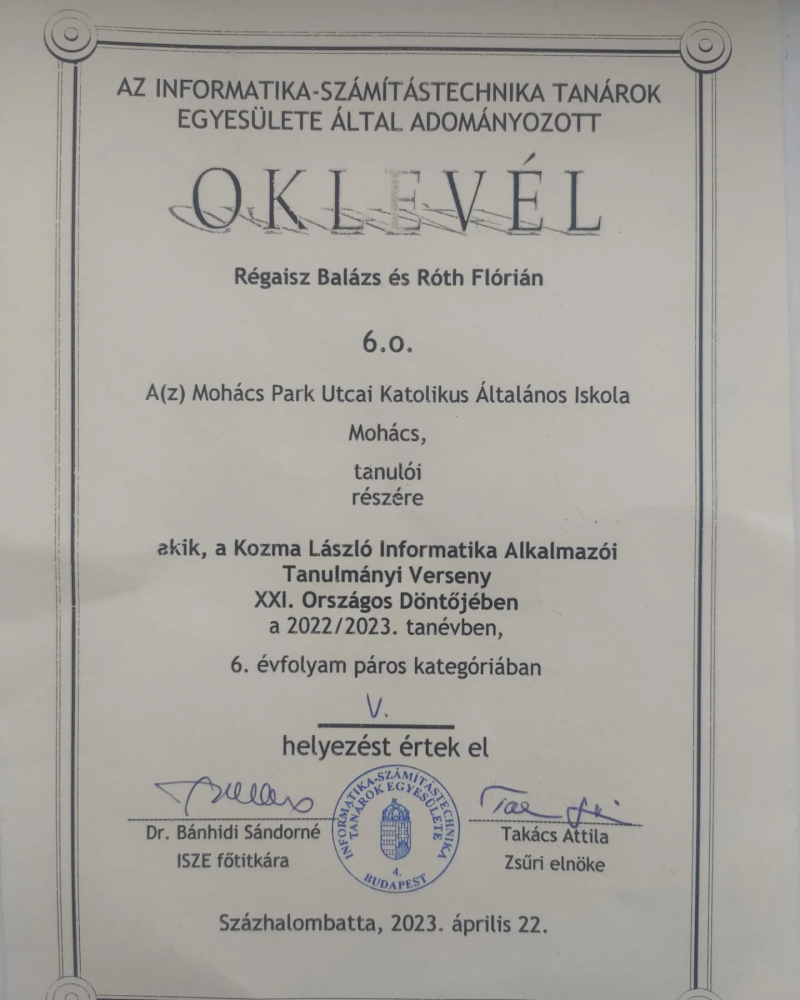 AZ INFORMATIKA-SZÁMÍTÁSTECHNIKA TANÁROK
EGYESÜLETE ÁLTAL ADOMÁNYOZOTT
OKLEVÉL
Régaisz Balázs és Róth Flórián
6.o.
A(z) Mohács Park Utcai Katolikus Általános Iskola
Mohács,
tanulói
részére
akik, a Kozma László Informatika Alkalmazói
Tanulmányi Verseny
XXI. Országos Döntőjében
a 2022/2023. tanévben,
6. évfolyam páros kategóriában
V.
helyezést értek el
Dr. Bánhidi Sándorné
ISZE főtitkára
INFORMATIKA-SZÁMÍTÁSTECHNIKA
TANÁROK EGYESÜLETE
4.
BUDAPEST
Takács Attila
Zsűri elnöke
Százhalombatta, 2023. április 22.